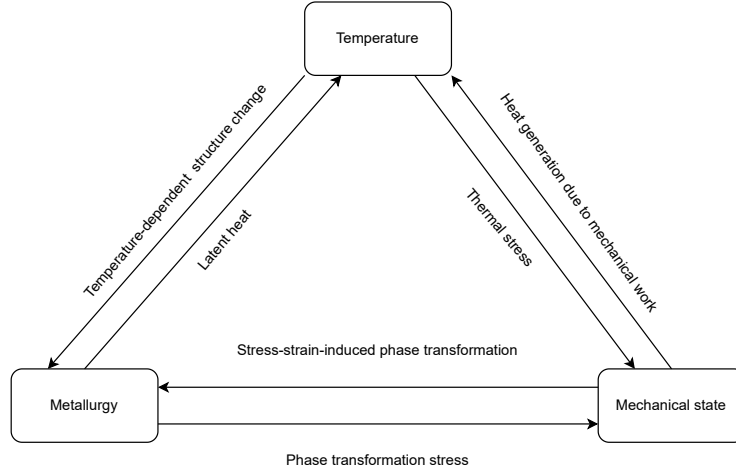 Temperature
Temperature-dependent structure change
Latent heat
Thermal stress
Heat generation due to mechanical work
Stress-strain-induced phase transformation
Metallurgy
Mechanical state
Phase transformation stress